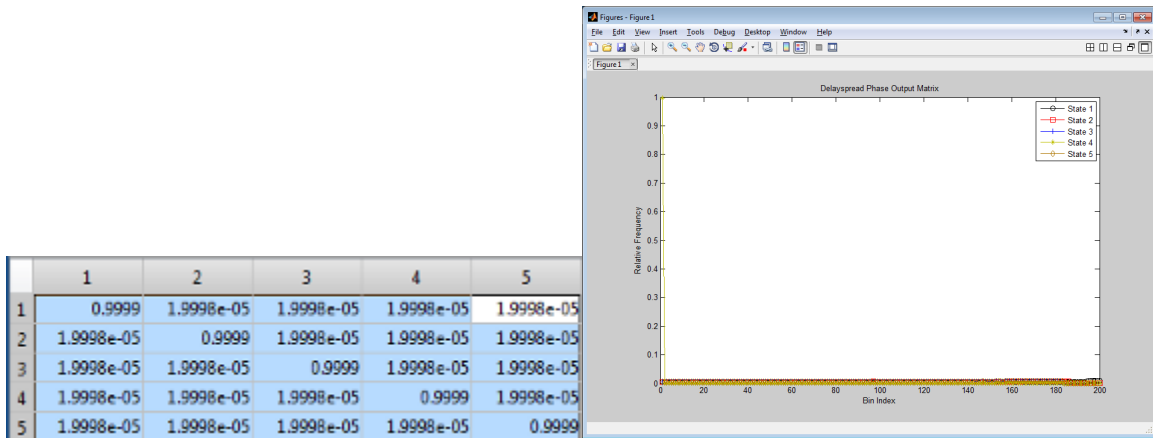 1 2 3 4 5
1 0.9999 1.9998e-05 1.9998e-05 1.9998e-05 1.9998e-05
2 1.9998e-05 0.9999 1.9998e-05 1.9998e-05 1.9998e-05
3 1.9998e-05 1.9998e-05 0.9999 1.9998e-05 1.9998e-05
4 1.9998e-05 1.9998e-05 1.9998e-05 0.9999 1.9998e-05
5 1.9998e-05 1.9998e-05 1.9998e-05 1.9998e-05 0.9999
Figures - Figure 1
File Edit View Insert Tools Debug Desktop Window Help
Figure 1
Delayspread Phase Output Matrix
State 1
State 2
State 3
State 4
State 5
Relative Frequency
1
0.9
0.8
0.7
0.6
0.5
0.4
0.3
0.2
0.1
0
0 20 40 60 80 100 120 140 160 180 200
Bin Index